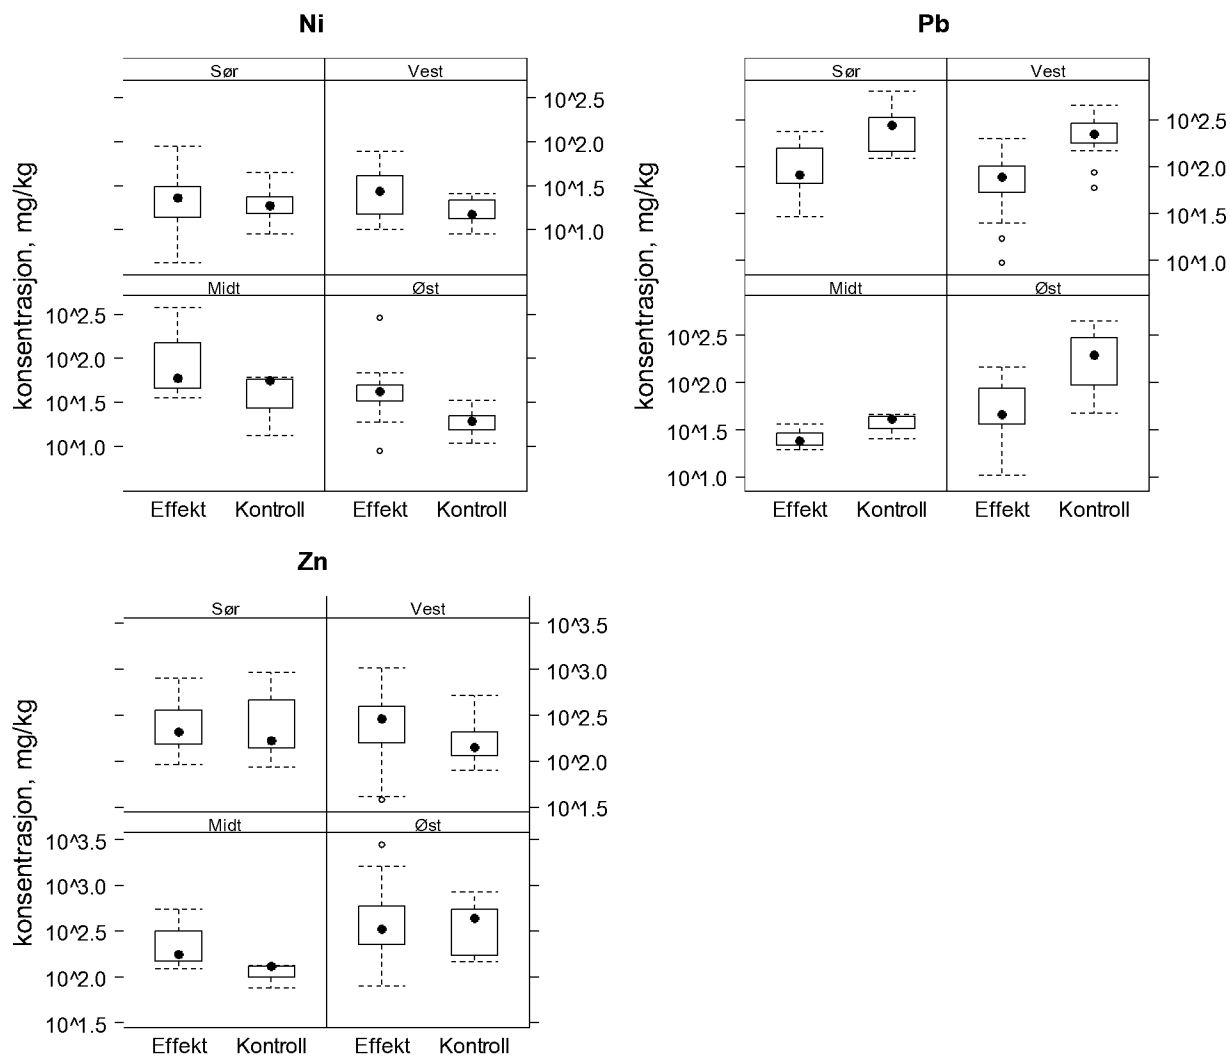 Ni
Sør Vest
10^2.5
10^2.0
10^1.5
10^1.0
konsentrasjon, mg/kg
Midt Øst
10^2.5
10^2.0
10^1.5
10^1.0
Effekt Kontroll Effekt Kontroll
Pb
Sør Vest
10^2.5
10^2.0
10^1.5
10^1.0
konsentrasjon, mg/kg
Midt Øst
10^2.5
10^2.0
10^1.5
10^1.0
Effekt Kontroll Effekt Kontroll
Zn
Sør Vest
10^3.5
10^3.0
10^2.5
10^2.0
10^1.5
konsentrasjon, mg/kg
Midt Øst
10^3.5
10^3.0
10^2.5
10^2.0
10^1.5
Effekt Kontroll Effekt Kontroll